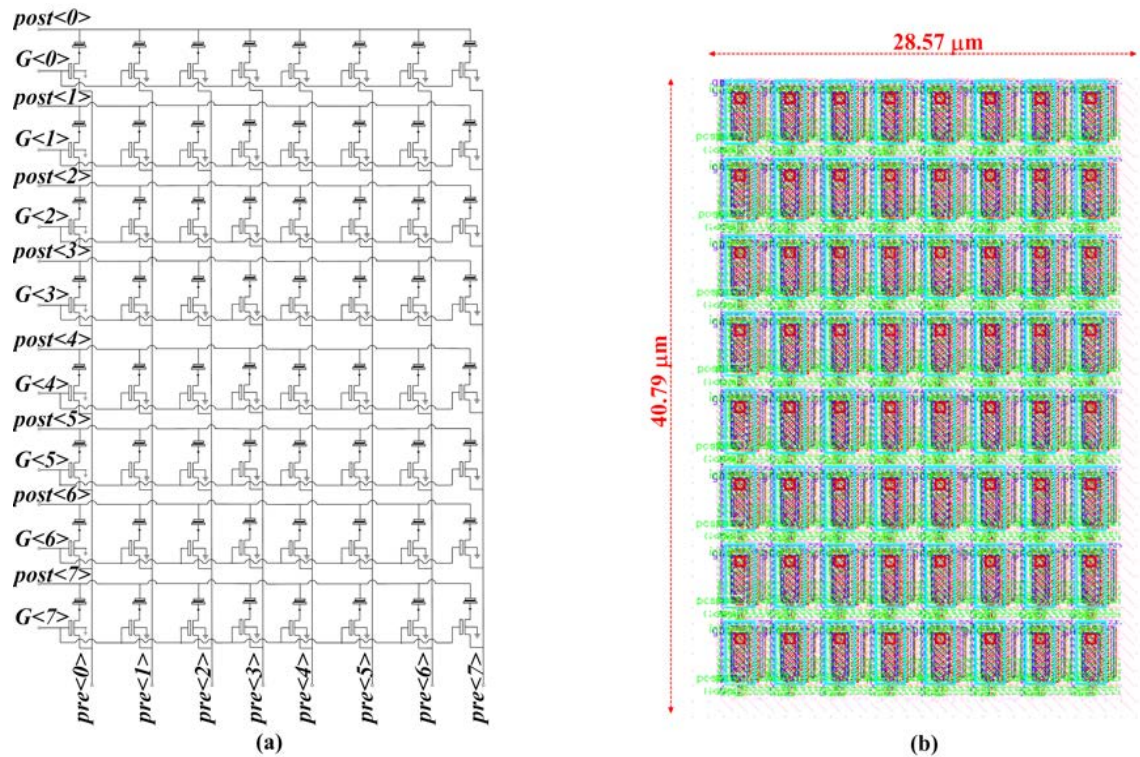 post<0>
G<0>
post<1>
G<1>
post<2>
G<2>
post<3>
G<3>
post<4>
G<4>
post<5>
G<5>
post<6>
G<6>
post<7>
G<7>
pre<0>
pre<1>
pre<2>
pre<3>
pre<4>
pre<5>
pre<6>
pre<7>
(a)
28.57 μm
40.79 μm
(b)